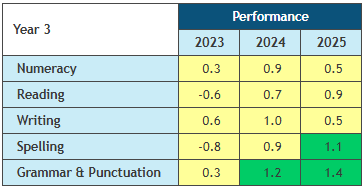 Year 3 Performance
2023 2024 2025
Numeracy 0.3 0.9 0.5
Reading -0.6 0.7 0.9
Writing 0.6 1.0 0.5
Spelling -0.8 0.9 1.1
Grammar & Punctuation 0.3 1.2 1.4